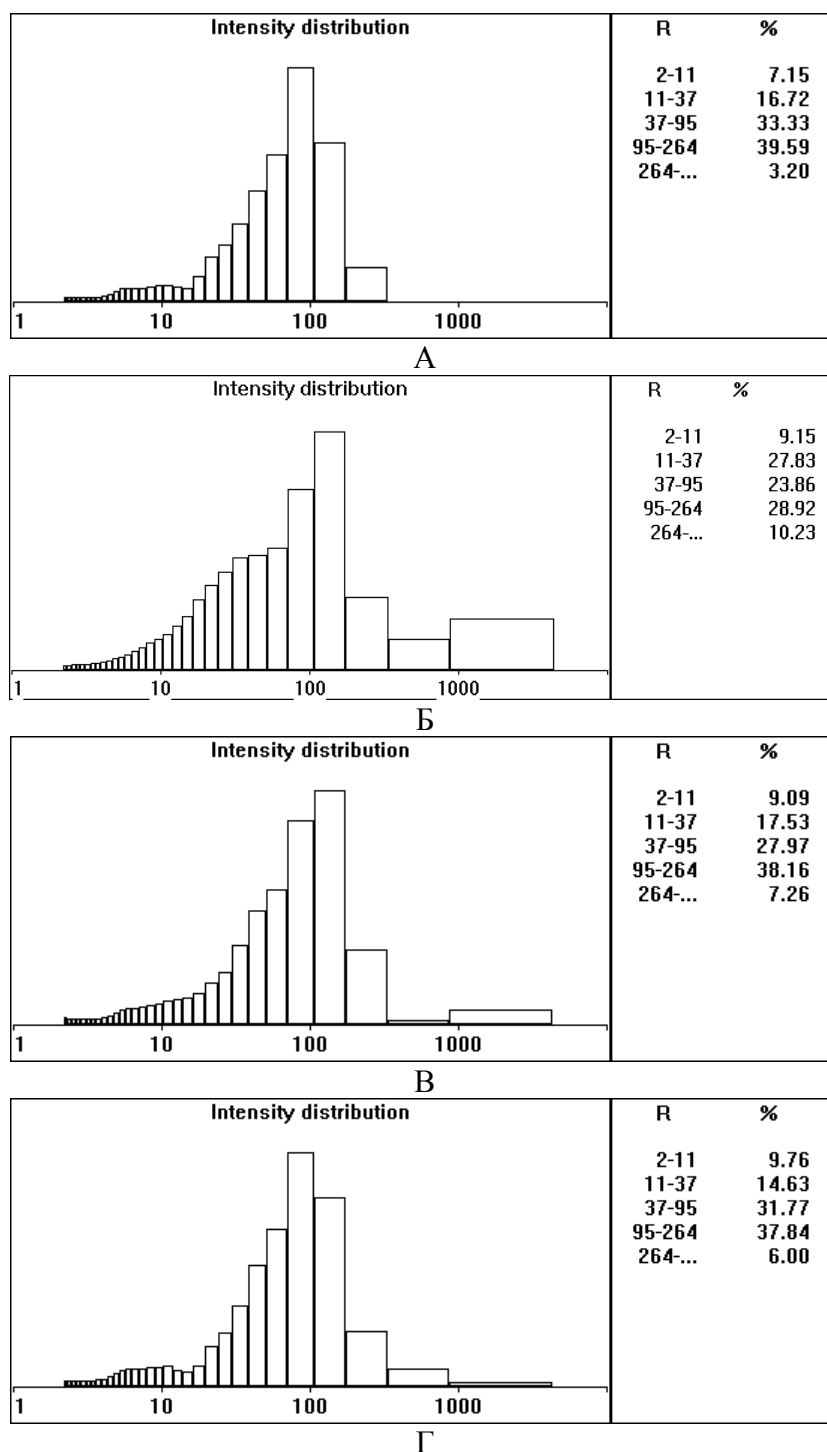 Intensity distribution R %
2-11 7.15
11-37 16.72
37-95 33.33
95-264 39.59
264-... 3.20
1 10 100 1000
А
Intensity distribution R %
2-11 9.15
11-37 27.83
37-95 23.86
95-264 28.92
264-... 10.23
1 10 100 1000
Б
Intensity distribution R %
2-11 9.09
11-37 17.53
37-95 27.97
95-264 38.16
264-... 7.26
1 10 100 1000
В
Intensity distribution R %
2-11 9.76
11-37 14.63
37-95 31.77
95-264 37.84
264-... 6.00
1 10 100 1000
Г